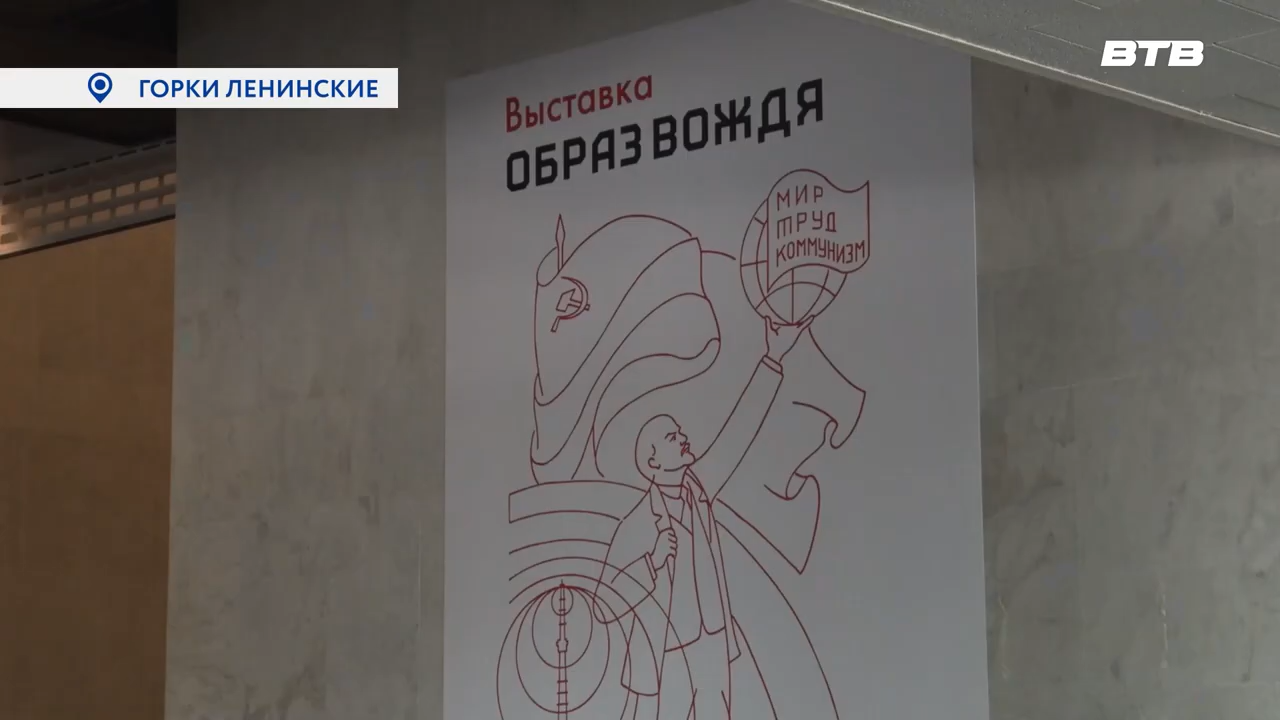 ГОРКИ ЛЕНИНСКИЕ
ВТВ
Выставка
ОБРАЗ ВОЖДЯ
МИР
ТРУД
КОММУНИЗМ